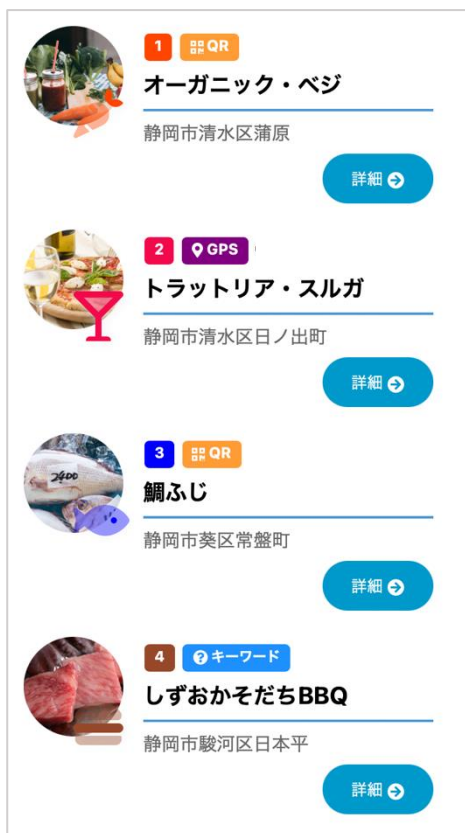 1 QR
オーガニック・ベジ
静岡市清水区蒲原
詳細
2 GPS
トラットリア・スルガ
静岡市清水区日ノ出町
詳細
2400
3 QR
鯛ふじ
静岡市葵区常盤町
詳細
4 キーワード
しずおかそだちBBQ
静岡市駿河区日本平
詳細